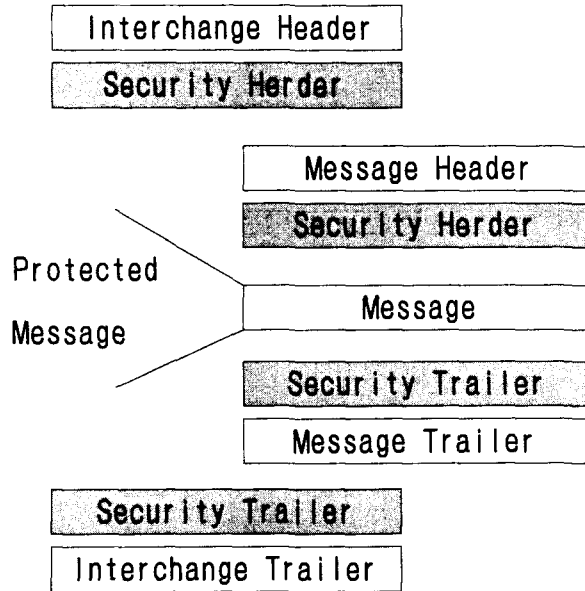 Interchange Header
Security Herder
Message Header
Security Herder
Protected
Message
Message
Security Trailer
Message Trailer
Security Trailer
Interchange Trailer